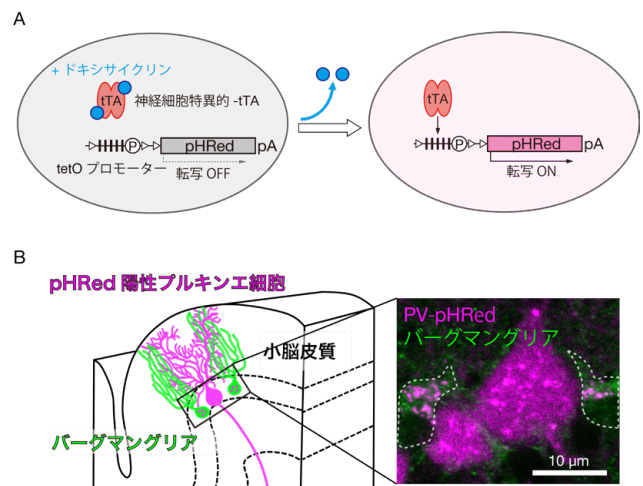 A
+ ドキシサイクリン
tTA
神経細胞特異的 -tTA
P
pHRed
pA
tetO プロモーター
転写 OFF
tTA
P
pHRed
pA
転写 ON
B
pHRed 陽性プルキンエ細胞
小脳皮質
バーグマングリア
PV-pHRed
バーグマングリア
10 µm